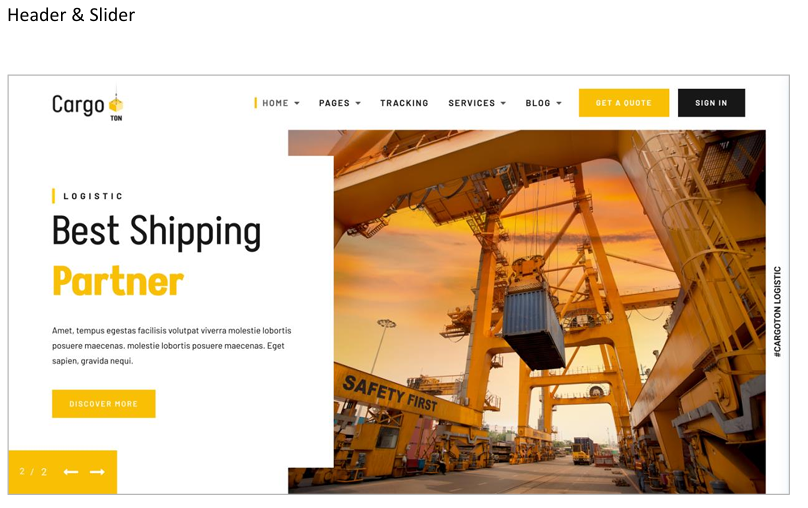 Header & Slider
Cargo
TON
HOME PAGES TRACKING SERVICES BLOG GET A QUOTE SIGN IN
LOGISTIC
Best Shipping
Partner
Amet, tempus egestas facilisis volutpat viverra molestie lobortis
posuere maecenas. molestie lobortis posuere maecenas. Eget
sapien, gravida nequi.
DISCOVER MORE
2 / 2
SAFETY FIRST
#CARGOTON LOGISTIC